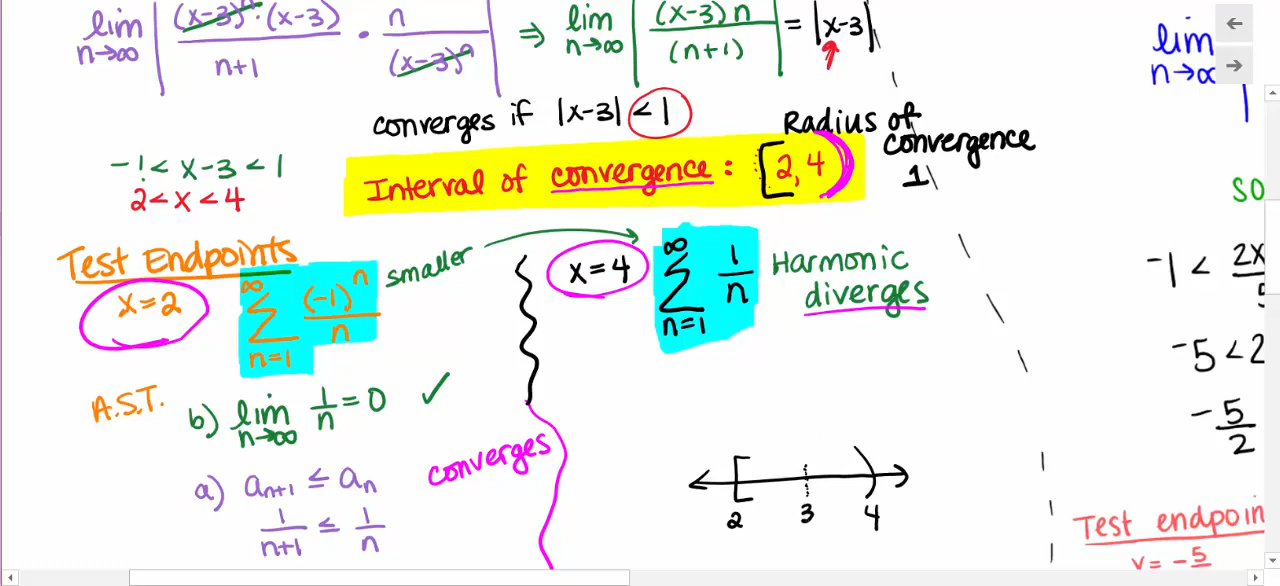 lim n→∞ | (x-3)ⁿ · (x-3) / n+1 · n / (x-3)ⁿ | ⇒ lim n→∞ | (x-3) n / (n+1) | = |x-3|
converges if |x-3| < 1
Radius of convergence 1
-1 < x-3 < 1
2 < x < 4
Interval of convergence : [2, 4)
Test Endpoints
x=2
∞ Σ n=1 (-1)ⁿ / n
smaller
x=4
∞ Σ n=1 1/n
Harmonic
diverges
A.S.T.
b) lim n→∞ 1/n = 0 ✓
a) aₙ₊₁ ≤ aₙ
1/n+1 ≤ 1/n
converges
2 3 4
lim
n→∞
SO
-1 < 2x/5
-5 < 2
-5/2
Test endpoin
x = -5